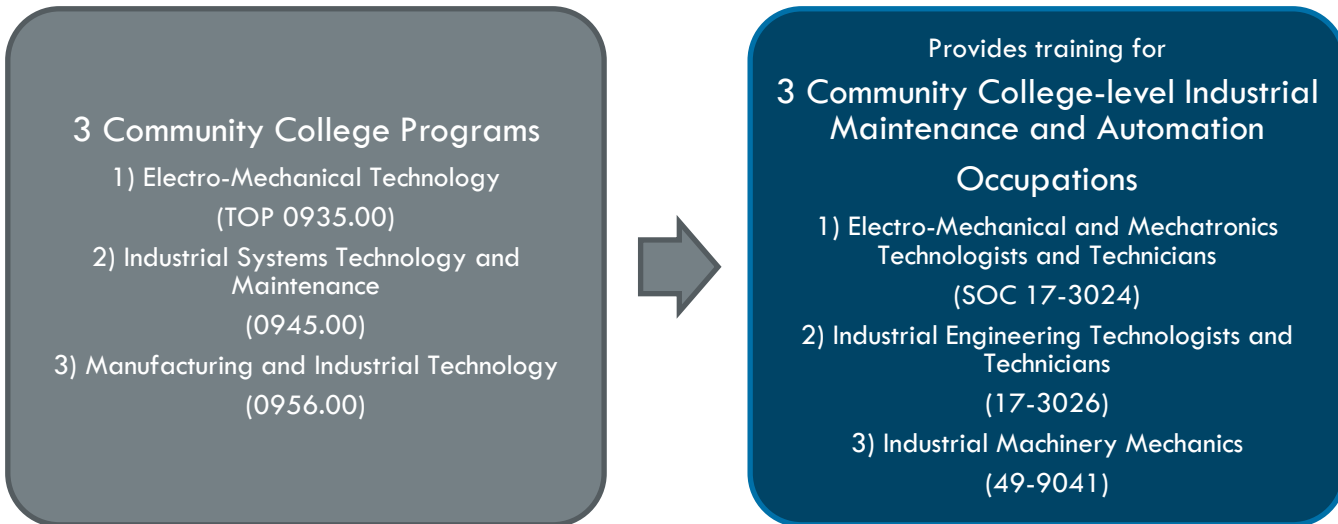 3 Community College Programs
1) Electro-Mechanical Technology
(TOP 0935.00)
2) Industrial Systems Technology and
Maintenance
(0945.00)
3) Manufacturing and Industrial Technology
(0956.00)
Provides training for
3 Community College-level Industrial
Maintenance and Automation
Occupations
1) Electro-Mechanical and Mechatronics
Technologists and Technicians
(SOC 17-3024)
2) Industrial Engineering Technologists and
Technicians
(17-3026)
3) Industrial Machinery Mechanics
(49-9041)